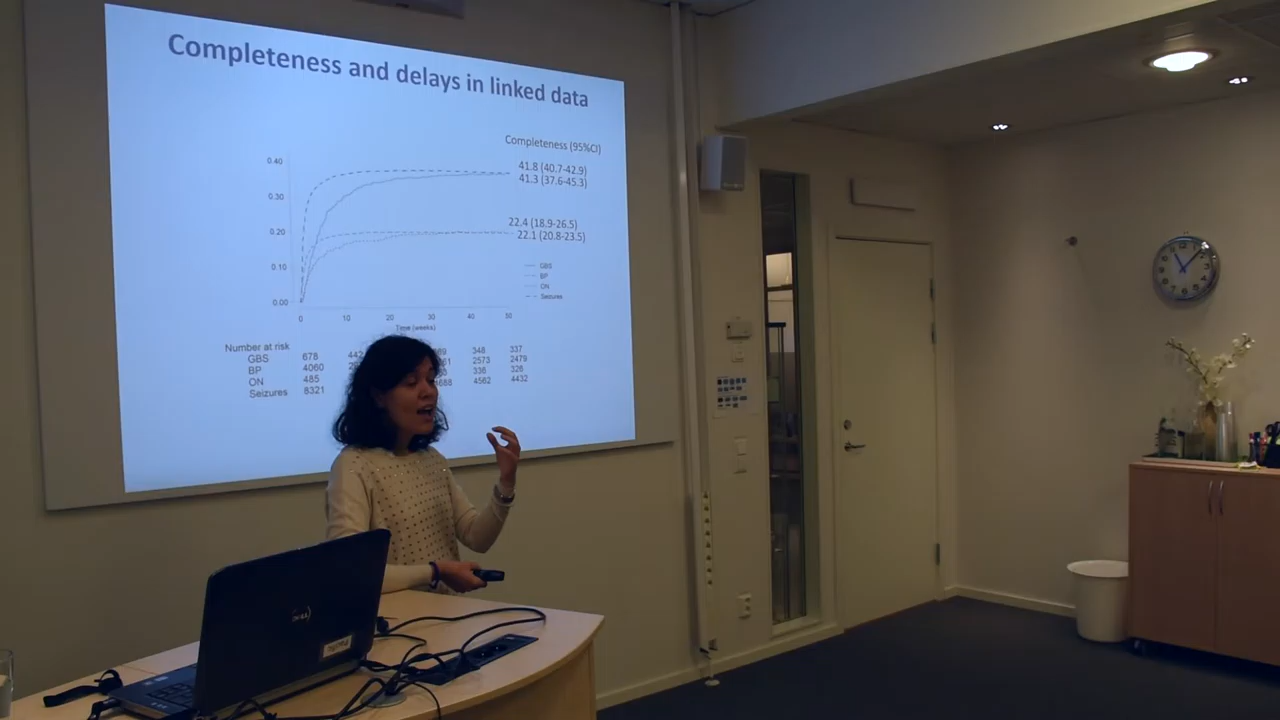 Completeness and delays in linked data
Completeness (95%CI)
41.8 (40.7-42.9)
41.3 (37.6-45.3)
22.4 (18.9-26.5)
22.1 (20.8-23.5)
0.40
0.30
0.20
0.10
0.00
0 10 20 30 40 50
Time (weeks)
GBS
BP
ON
Seizures
Number at risk
GBS 678 442 348 337
BP 4060 2573 2479
ON 485 336 328
Seizures 8321 4562 4432
DELL